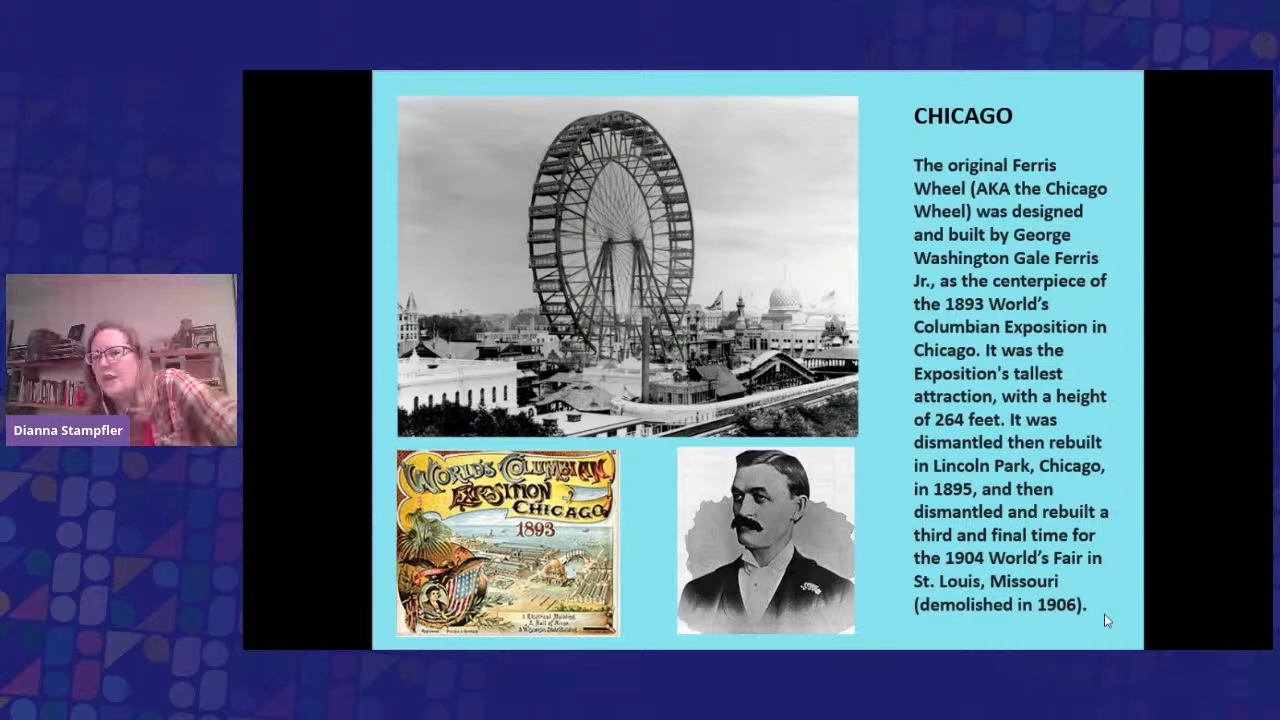 CHICAGO
The original Ferris
Wheel (AKA the Chicago
Wheel) was designed
and built by George
Washington Gale Ferris
Jr., as the centerpiece of
the 1893 World’s
Columbian Exposition in
Chicago. It was the
Exposition's tallest
attraction, with a height
of 264 feet. It was
dismantled then rebuilt
in Lincoln Park, Chicago,
in 1895, and then
dismantled and rebuilt a
third and final time for
the 1904 World’s Fair in
St. Louis, Missouri
(demolished in 1906).
Dianna Stampfler
WORLD'S COLUMBIAN
EXPOSITION
CHICAGO
1893
1. Electrical Building.